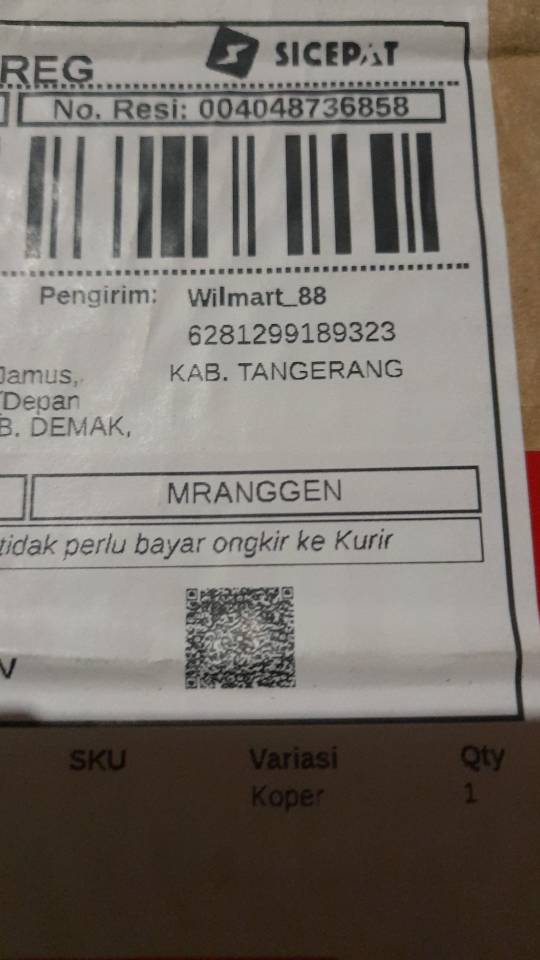 REG
SICEPAT
No. Resi: 004048736858
Pengirim: Wilmart_88
6281299189323
Jamus, KAB. TANGERANG
(Depan
B. DEMAK,
MRANGGEN
tidak perlu bayar ongkir ke Kurir
SKU Variasi Qty
Koper 1